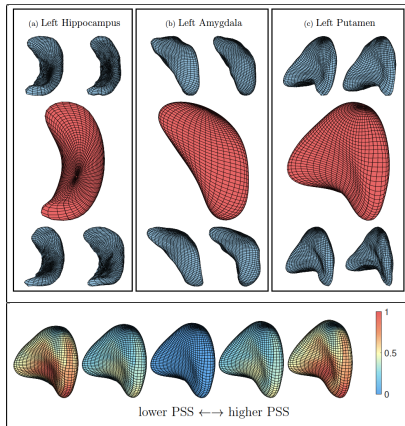 (a) Left Hippocampus
(b) Left Amygdala
(c) Left Putamen
1
0.5
0
lower PSS ←→ higher PSS